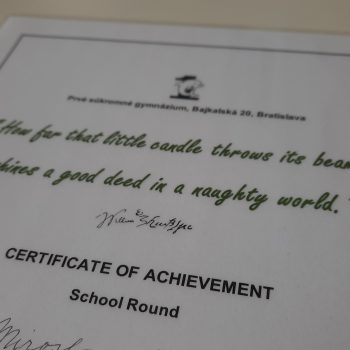 Prvé súkromné gymnázium, Bajkalská 20, Bratislava
"How far that little candle throws its beam
shines a good deed in a naughty world."
CERTIFICATE OF ACHIEVEMENT
School Round